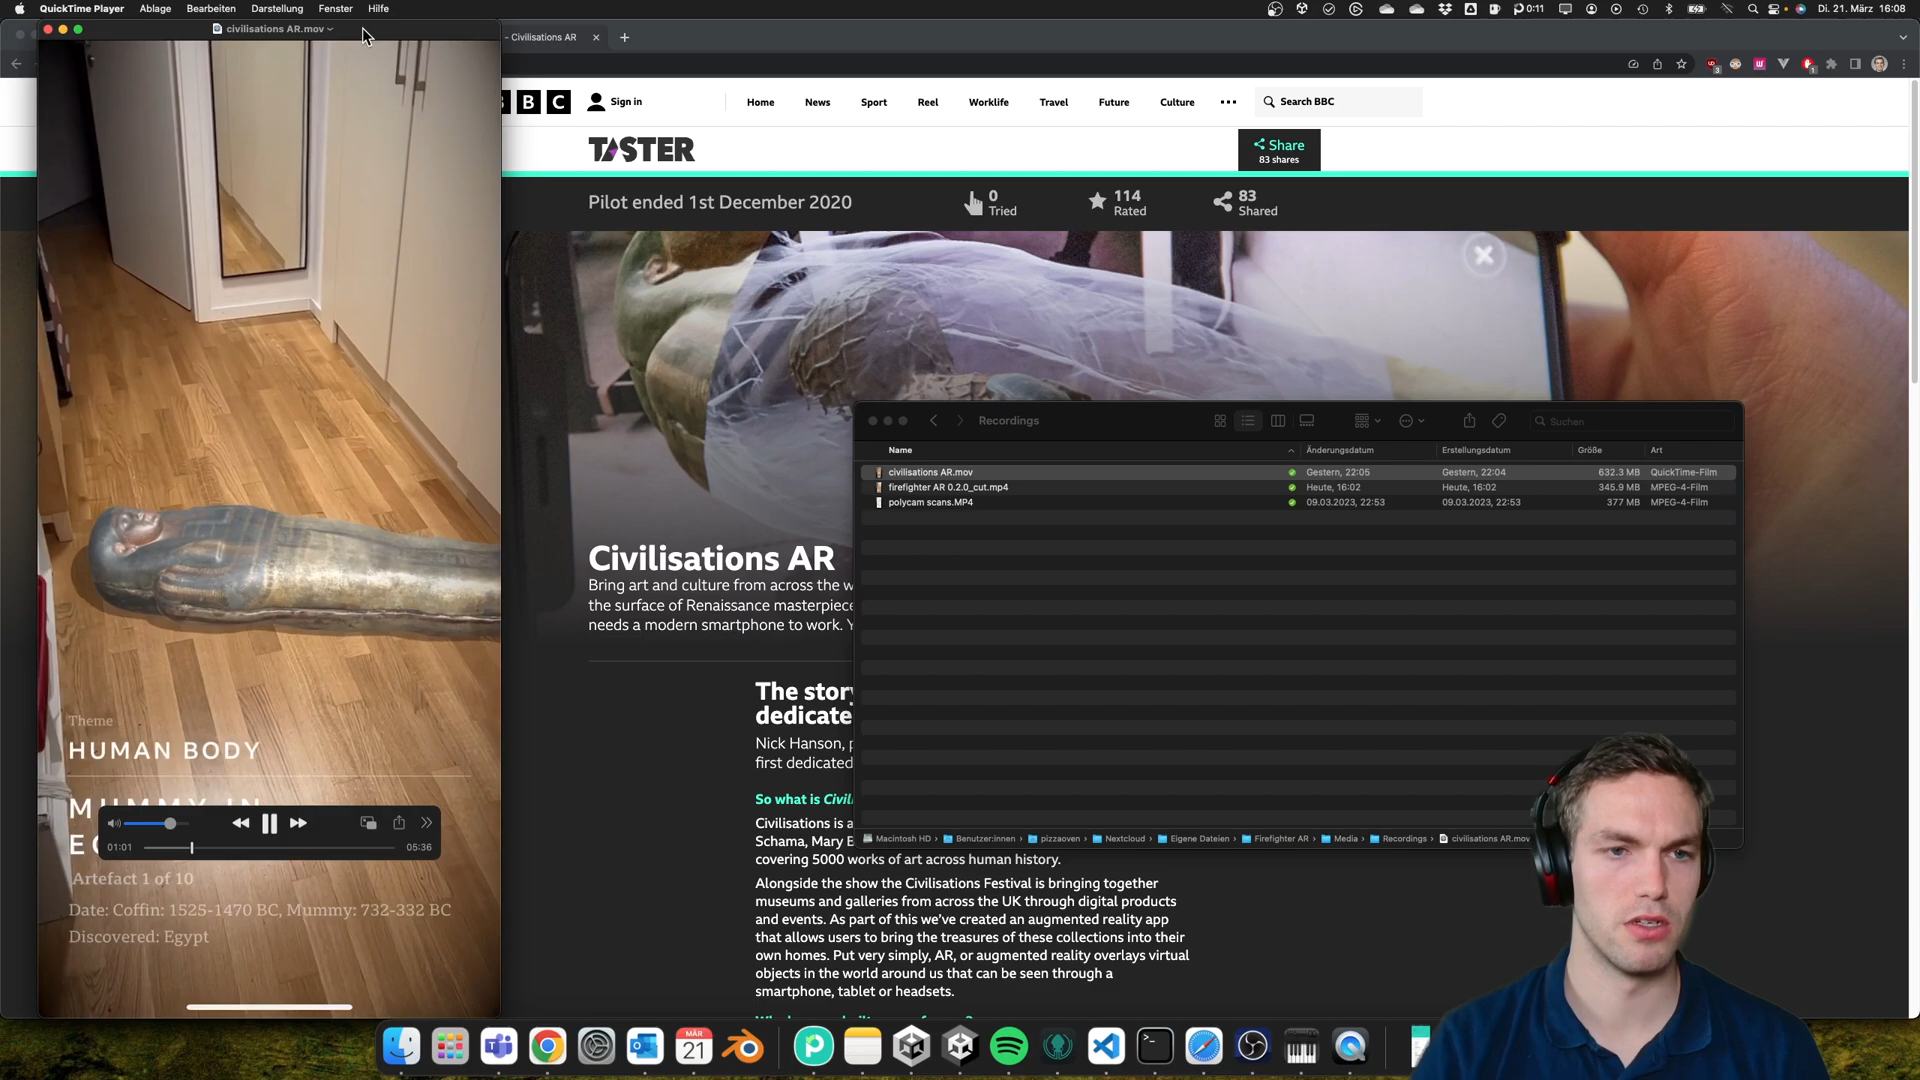 QuickTime Player Ablage Bearbeiten Darstellung Fenster Hilfe
0:11
Di. 21. März 16:08
civilisations AR.mov
- Civilisations AR
B C
Sign in
Home News Sport Reel Worklife Travel Future Culture
Search BBC
TASTER
Share
83 shares
Pilot ended 1st December 2020
0
Tried
114
Rated
83
Shared
Recordings
Suchen
Name Änderungsdatum Erstellungsdatum Größe Art
civilisations AR.mov Gestern, 22:05 Gestern, 22:04 632.3 MB QuickTime-Film
firefighter AR 0.2.0_cut.mp4 Heute, 16:02 Heute, 16:02 345.9 MB MPEG-4-Film
polycam scans.MP4 09.03.2023, 22:53 09.03.2023, 22:53 377 MB MPEG-4-Film
Macintosh HD › Benutzer:innen › pizzaoven › Nextcloud › Eigene Dateien › Firefighter AR › Media › Recordings › civilisations AR.mov
Civilisations AR
Bring art and culture from across the w
the surface of Renaissance masterpiece
needs a modern smartphone to work. Y
The story
dedicate
Nick Hanson, p
first dedicated
So what is Civil
Civilisations is a
Schama, Mary B
covering 5000 works of art across human history.
Alongside the show the Civilisations Festival is bringing together
museums and galleries from across the UK through digital products
and events. As part of this we've created an augmented reality app
that allows users to bring the treasures of these collections into their
own homes. Put very simply, AR, or augmented reality overlays virtual
objects in the world around us that can be seen through a
smartphone, tablet or headsets.
Theme
HUMAN BODY
MUMMY IN
01:01 05:36
Artefact 1 of 10
Date: Coffin: 1525-1470 BC, Mummy: 732-332 BC
Discovered: Egypt
MÄR
21